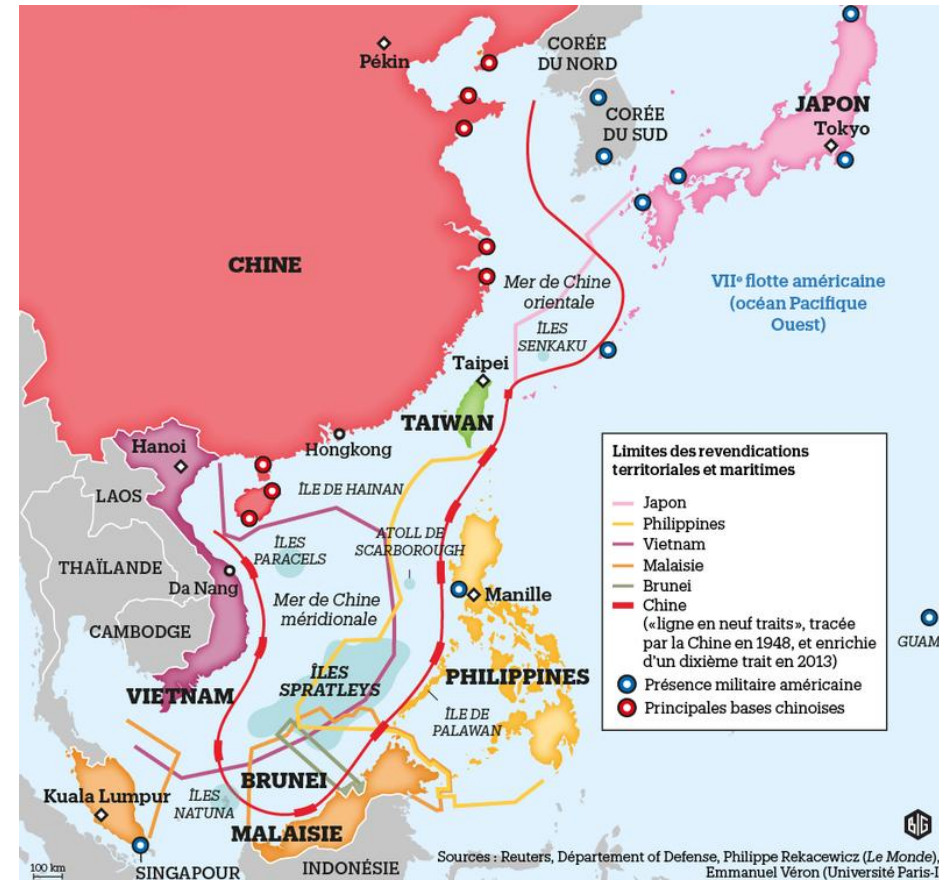 CORÉE
DU NORD
Pékin
CORÉE
DU SUD
JAPON
Tokyo
CHINE
Mer de Chine
orientale
VIIe flotte américaine
(océan Pacifique
Ouest)
ÎLES
SENKAKU
Taipei
TAIWAN
Hanoi
Hongkong
LAOS
ÎLE DE HAINAN
ATOLL DE
SCARBOROUGH
ÎLES
PARACELS
THAÏLANDE
Da Nang
Manille
Mer de Chine
méridionale
CAMBODGE
GUAM
ÎLES
SPRATLEYS
PHILIPPINES
VIETNAM
ÎLE DE
PALAWAN
BRUNEI
Kuala Lumpur
ÎLES
NATUNA
MALAISIE
100 km
SINGAPOUR
INDONÉSIE
Limites des revendications
territoriales et maritimes
Japon
Philippines
Vietnam
Malaisie
Brunei
Chine
(«ligne en neuf traits», tracée
par la Chine en 1948, et enrichie
d'un dixième trait en 2013)
Présence militaire américaine
Principales bases chinoises
BIG
Sources : Reuters, Département of Defense, Philippe Rekacewicz (Le Monde),
Emmanuel Véron (Université Paris-I